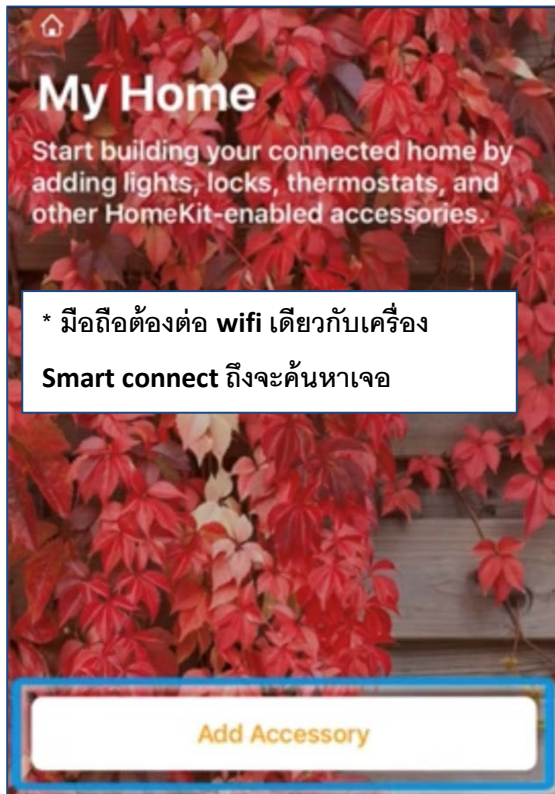 My Home
Start building your connected home by
adding lights, locks, thermostats, and
other HomeKit-enabled accessories.
* มือถือต้องต่อ wifi เดียวกับเครื่อง
Smart connect ถึงจะค้นหาเจอ
Add Accessory